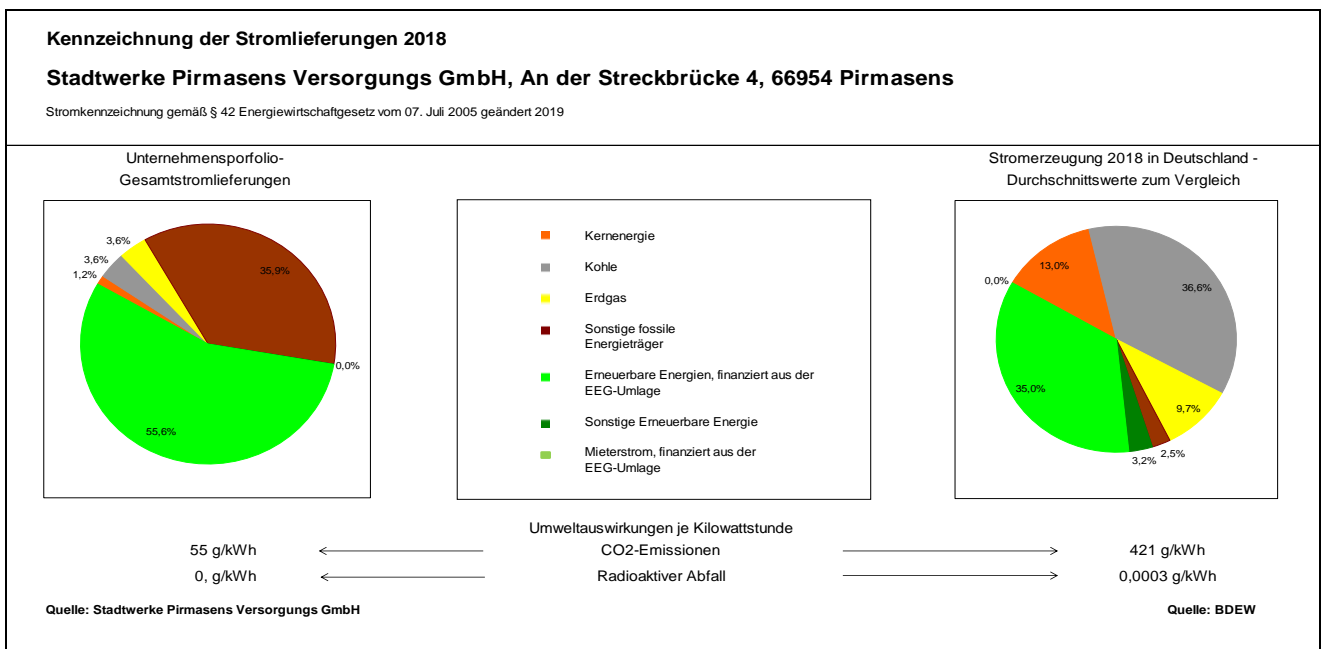 Kennzeichnung der Stromlieferungen 2018
Stadtwerke Pirmasens Versorgungs GmbH, An der Streckbrücke 4, 66954 Pirmasens
Stromkennzeichnung gemäß § 42 Energiewirtschaftgesetz vom 07. Juli 2005 geändert 2019
Unternehmensporfolio-
Gesamtstromlieferungen
3,6%
3,6%
1,2%
35,9%
0,0%
55,6%
Kernenergie
Kohle
Erdgas
Sonstige fossile
Energieträger
Erneuerbare Energien, finanziert aus der
EEG-Umlage
Sonstige Erneuerbare Energie
Mieterstrom, finanziert aus der
EEG-Umlage
Stromerzeugung 2018 in Deutschland -
Durchschnittswerte zum Vergleich
13,0%
0,0%
36,6%
35,0%
9,7%
2,5%
3,2%
Umweltauswirkungen je Kilowattstunde
55 g/kWh CO2-Emissionen 421 g/kWh
0, g/kWh Radioaktiver Abfall 0,0003 g/kWh
Quelle: Stadtwerke Pirmasens Versorgungs GmbH Quelle: BDEW